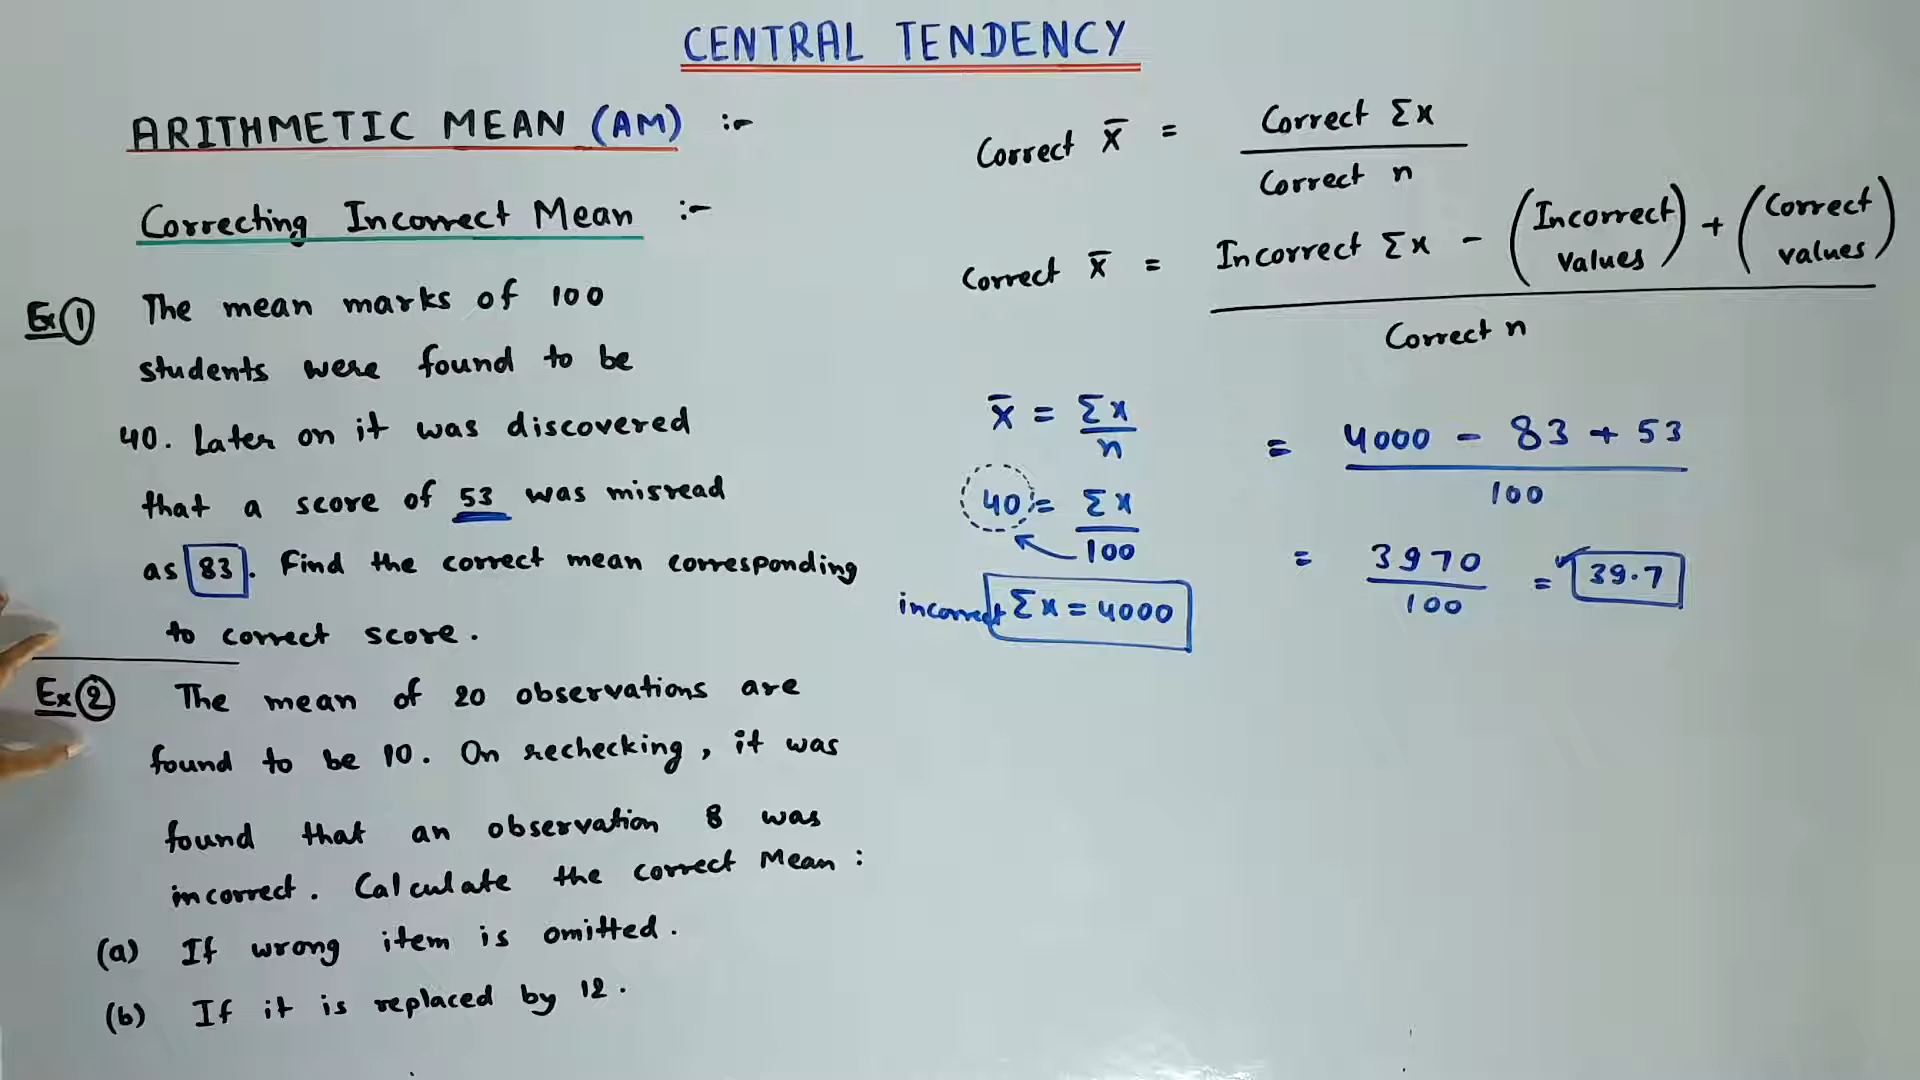 CENTRAL TENDENCY
ARITHMETIC MEAN (AM) :-
Correcting Incorrect Mean :-
Ex ① The mean marks of 100
students were found to be
40. Later on it was discovered
that a score of 53 was misread
as 83. Find the correct mean corresponding
to correct score.
Ex ② The mean of 20 observations are
found to be 10. On rechecking, it was
found that an observation 8 was
incorrect. Calculate the correct Mean :
(a) If wrong item is omitted.
(b) If it is replaced by 12.
Correct x̄ = Correct Σx / Correct n
Correct x̄ = Incorrect Σx - (Incorrect values) + (Correct values) / Correct n
x̄ = Σx / n
40 = Σx / 100
incorrect Σx = 4000
= 4000 - 83 + 53 / 100
= 3970 / 100 = 39.7